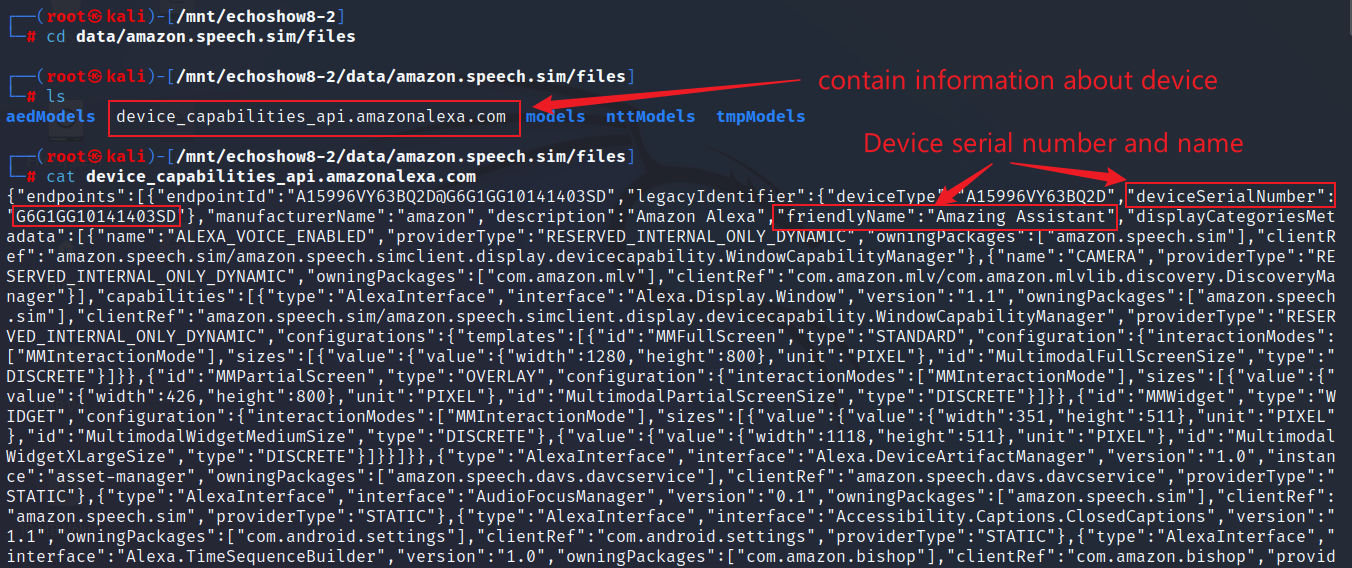 ┌──(root㉿kali)-[/mnt/echoshow8-2]
└─# cd data/amazon.speech.sim/files
┌──(root㉿kali)-[/mnt/echoshow8-2/data/amazon.speech.sim/files]
└─# ls
contain information about device
aedModels device_capabilities_api.amazonalexa.com models nttModels tmpModels
Device serial number and name
┌──(root㉿kali)-[/mnt/echoshow8-2/data/amazon.speech.sim/files]
└─# cat device_capabilities_api.amazonalexa.com
{"endpoints":[{"endpointId":"A15996VY63BQ2D@G6G1GG10141403SD","legacyIdentifier":{"deviceType":"A15996VY63BQ2D","deviceSerialNumber":
"G6G1GG10141403SD"},"manufacturerName":"amazon","description":"Amazon Alexa","friendlyName":"Amazing Assistant","displayCategoriesMet
adata":[{"name":"ALEXA_VOICE_ENABLED","providerType":"RESERVED_INTERNAL_ONLY_DYNAMIC","owningPackages":["amazon.speech.sim"],"clientR
ef":"amazon.speech.sim/amazon.speech.simclient.display.devicecapability.WindowCapabilityManager"},{"name":"CAMERA","providerType":"RE
SERVED_INTERNAL_ONLY_DYNAMIC","owningPackages":["com.amazon.mlv"],"clientRef":"com.amazon.mlv/com.amazon.mlvlib.discovery.DiscoveryMa
nager"}],"capabilities":[{"type":"AlexaInterface","interface":"Alexa.Display.Window","version":"1.1","owningPackages":["amazon.speech
.sim"],"clientRef":"amazon.speech.sim/amazon.speech.simclient.display.devicecapability.WindowCapabilityManager","providerType":"RESER
VED_INTERNAL_ONLY_DYNAMIC","configurations":{"templates":[{"id":"MMFullScreen","type":"STANDARD","configuration":{"interactionModes":
["MMInteractionMode"],"sizes":[{"value":{"value":{"width":1280,"height":800},"unit":"PIXEL"},"id":"MultimodalFullScreenSize","type":"
DISCRETE"}]}},{"id":"MMPartialScreen","type":"OVERLAY","configuration":{"interactionModes":["MMInteractionMode"],"sizes":[{"value":{"
value":{"width":426,"height":800},"unit":"PIXEL"},"id":"MultimodalPartialScreenSize","type":"DISCRETE"}]}},{"id":"MMWidget","type":"W
IDGET","configuration":{"interactionModes":["MMInteractionMode"],"sizes":[{"value":{"value":{"width":351,"height":511},"unit":"PIXEL"
},"id":"MultimodalWidgetMediumSize","type":"DISCRETE"},{"value":{"value":{"width":1118,"height":511},"unit":"PIXEL"},"id":"Multimodal
WidgetXLargeSize","type":"DISCRETE"}]}}]}},{"type":"AlexaInterface","interface":"Alexa.DeviceArtifactManager","version":"1.0","instan
ce":"asset-manager","owningPackages":["amazon.speech.davs.davcservice"],"clientRef":"amazon.speech.davs.davcservice","providerType":"
STATIC"},{"type":"AlexaInterface","interface":"AudioFocusManager","version":"0.1","owningPackages":["amazon.speech.sim"],"clientRef":
"amazon.speech.sim","providerType":"STATIC"},{"type":"AlexaInterface","interface":"Accessibility.Captions.ClosedCaptions","version":"
1.1","owningPackages":["com.android.settings"],"clientRef":"com.android.settings","providerType":"STATIC"},{"type":"AlexaInterface","
interface":"Alexa.TimeSequenceBuilder","version":"1.0","owningPackages":["com.amazon.bishop"],"clientRef":"com.amazon.bishop","provid